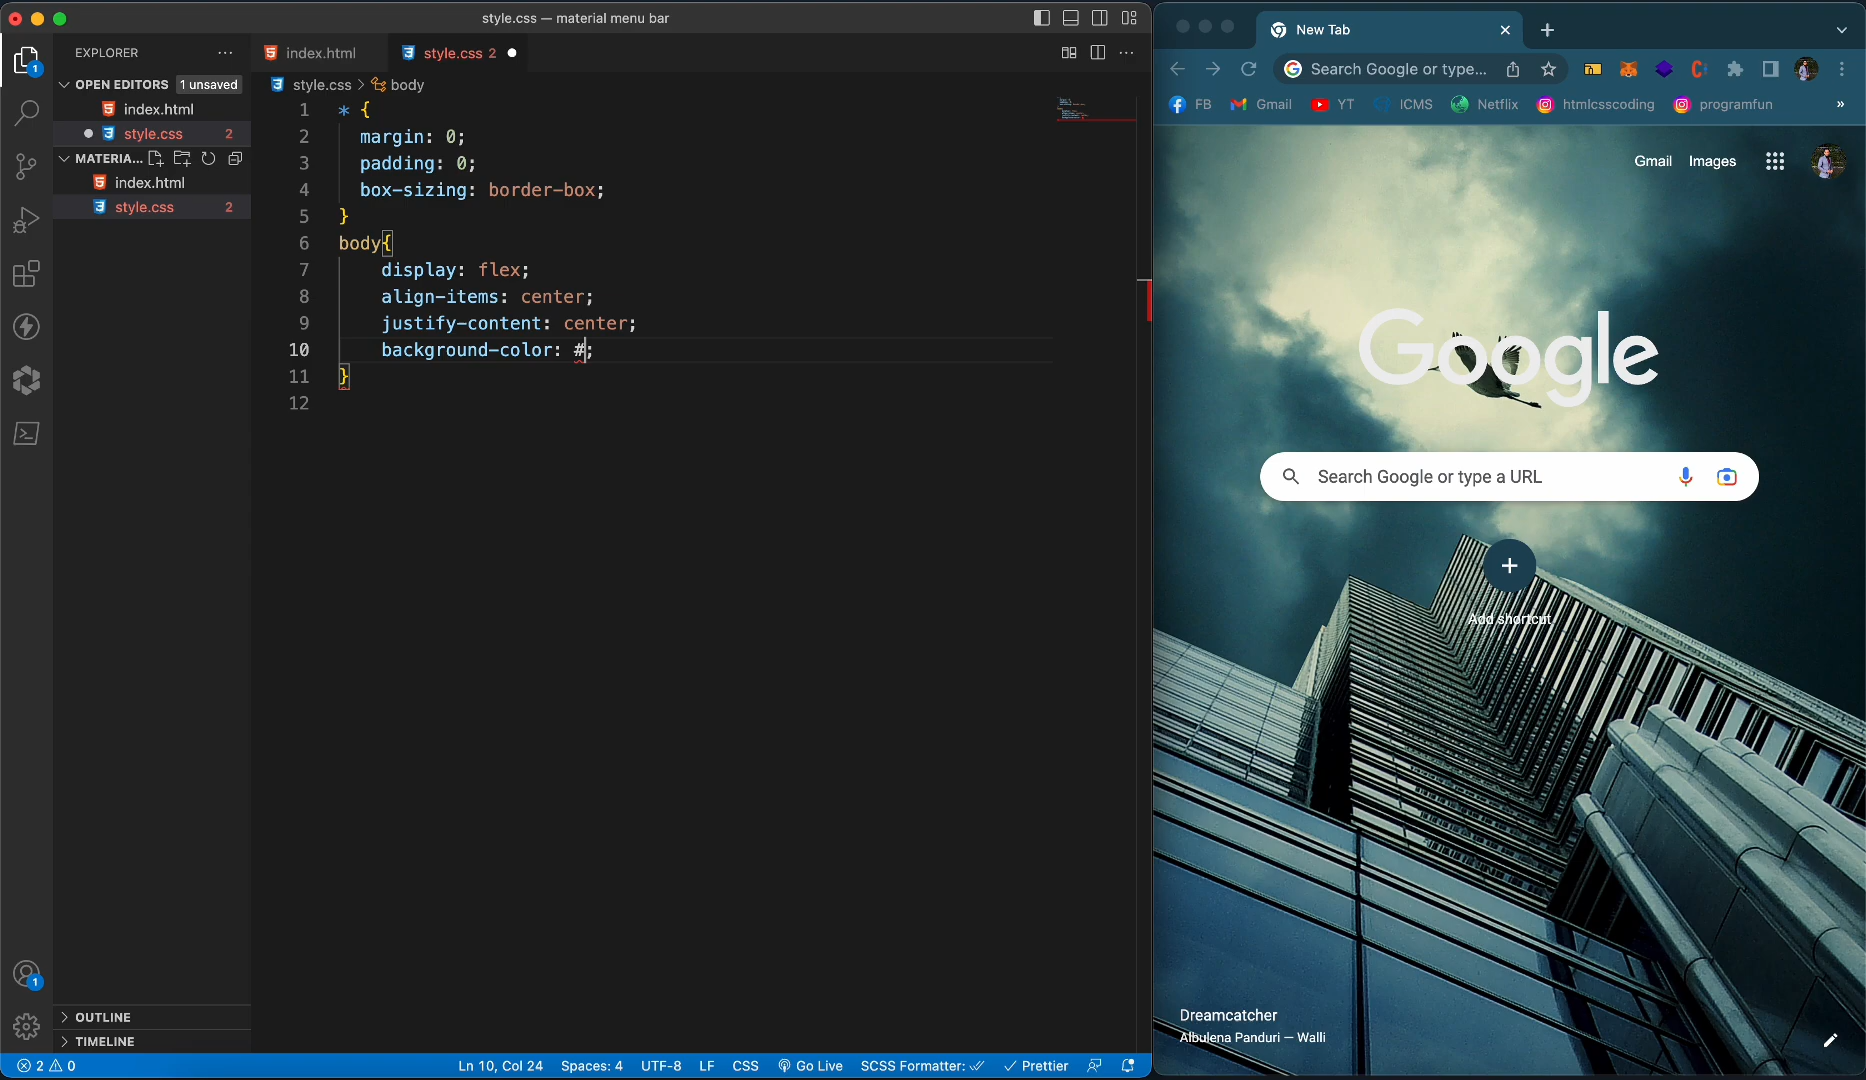 style.css — material menu bar
EXPLORER
OPEN EDITORS 1 unsaved
index.html
style.css 2
MATERIA...
index.html
style.css 2
OUTLINE
TIMELINE
1
1
index.html
style.css 2
style.css > body
1 * {
2 margin: 0;
3 padding: 0;
4 box-sizing: border-box;
5 }
6 body{
7 display: flex;
8 align-items: center;
9 justify-content: center;
10 background-color: #;
11 }
12
2 0 Ln 10, Col 24 Spaces: 4 UTF-8 LF CSS Go Live SCSS Formatter: Prettier
New Tab
Search Google or type...
FB Gmail YT ICMS Netflix htmlcsscoding programfun »
Gmail Images
Google
Search Google or type a URL
Add shortcut
Dreamcatcher
Albulena Panduri — Walli